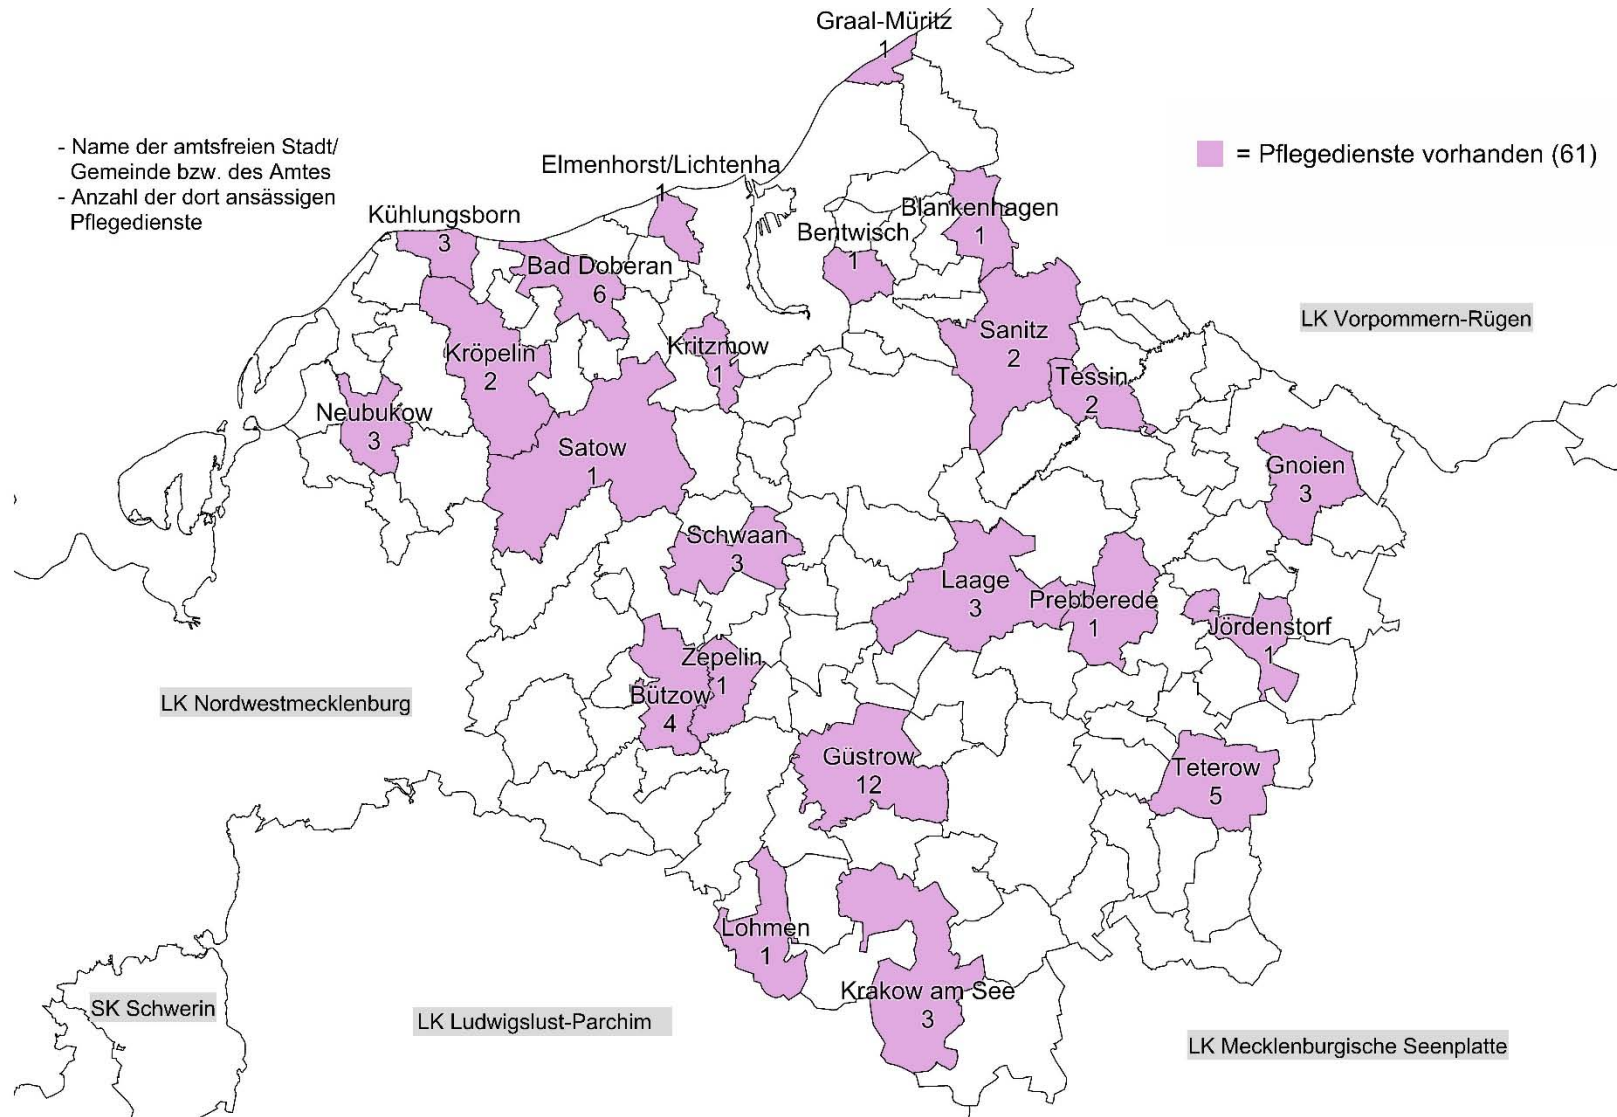 Graal-Müritz
1
- Name der amtsfreien Stadt/
Gemeinde bzw. des Amtes
- Anzahl der dort ansässigen
Pflegedienste
= Pflegedienste vorhanden (61)
Elmenhorst/Lichtenha
1
Kühlungsborn
3
Blankenhagen
1
Bentwisch
1
Bad Doberan
6
LK Vorpommern-Rügen
Sanitz
2
Kröpelin
2
Kritzmow
1
Tessin
2
Neubukow
3
Satow
1
Gnoien
3
Schwaan
3
Laage
3
Prebberede
1
Jördenstorf
1
Zepelin
1
Bützow
4
LK Nordwestmecklenburg
Güstrow
12
Teterow
5
Lohmen
1
Krakow am See
3
SK Schwerin
LK Ludwigslust-Parchim
LK Mecklenburgische Seenplatte